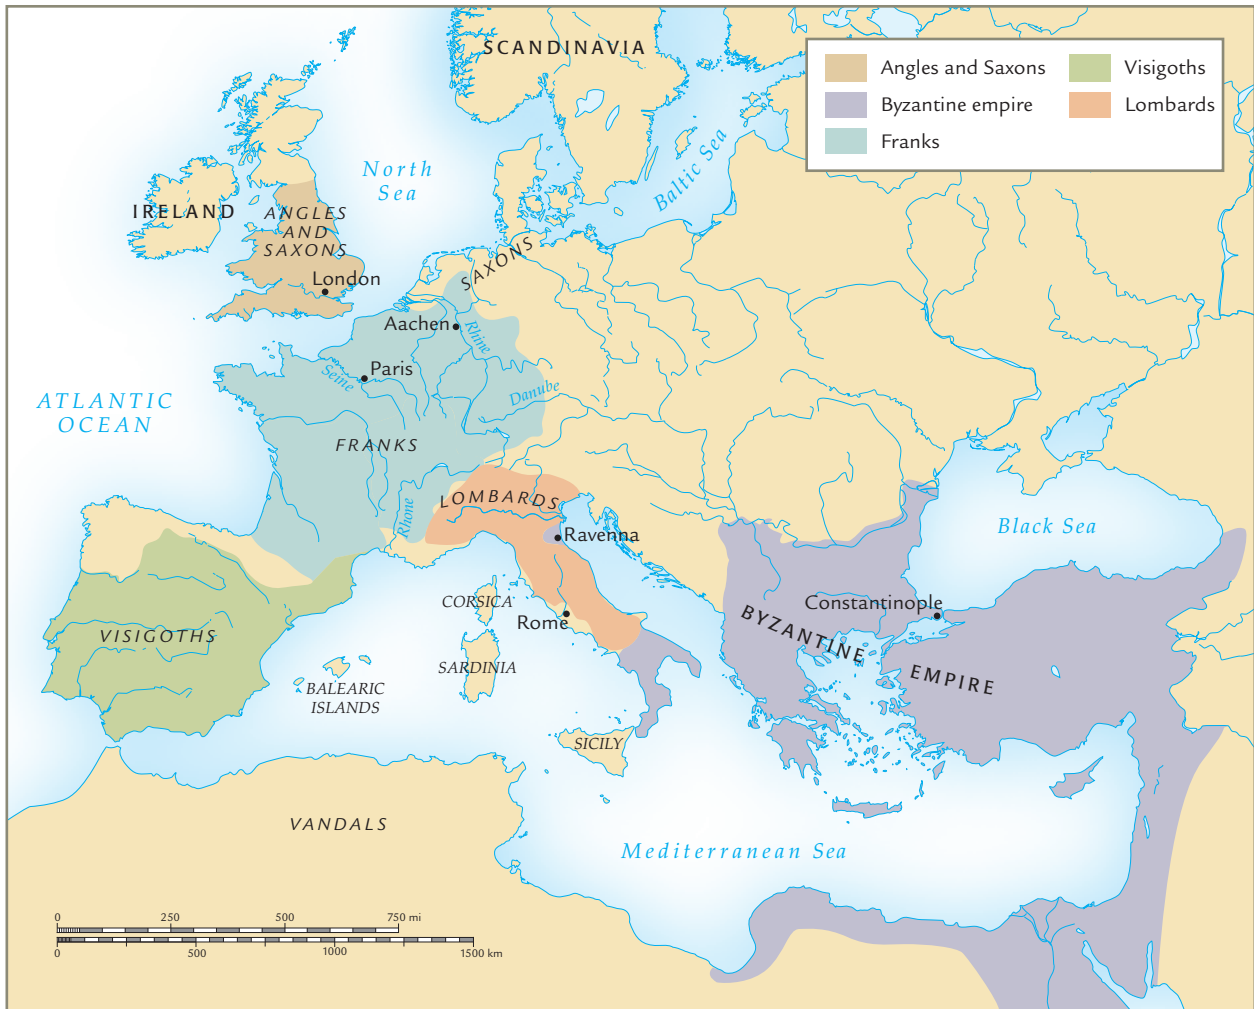 SCANDINAVIA
Angles and Saxons
Visigoths
Byzantine empire
Lombards
Franks
North
Sea
Baltic Sea
IRELAND
ANGLES
AND
SAXONS
SAXONS
London
Aachen
Rhine
Seine
Paris
Danube
ATLANTIC
OCEAN
FRANKS
LOMBARDS
Rhone
Ravenna
Black Sea
CORSICA
Rome
Constantinople
BYZANTINE
EMPIRE
VISIGOTHS
SARDINIA
BALEARIC
ISLANDS
SICILY
VANDALS
Mediterranean Sea
0 250 500 750 mi
0 500 1000 1500 km